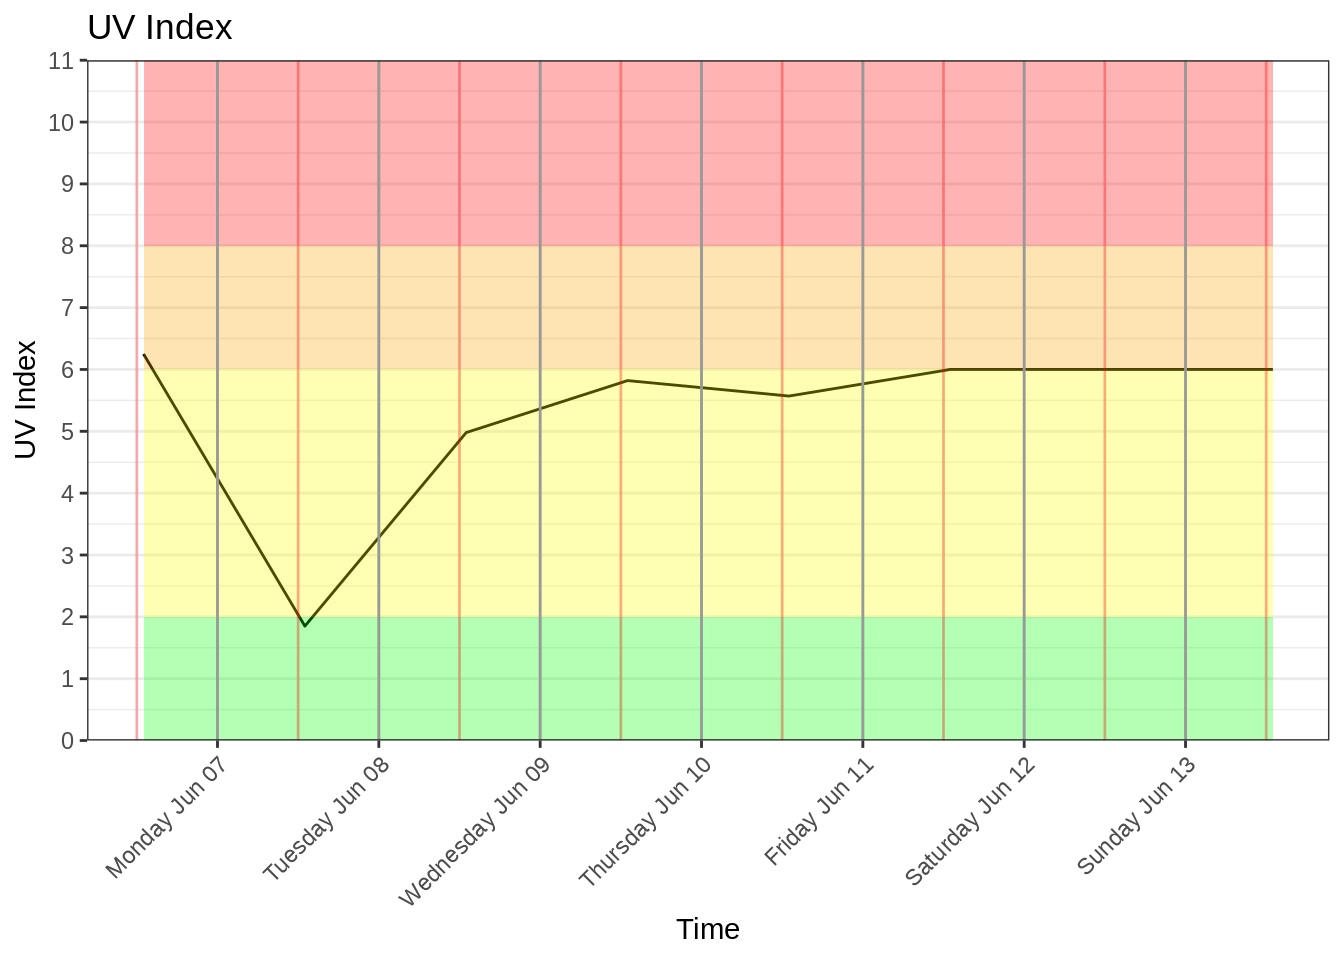 UV Index
11
10
9
8
7
6
5
4
3
2
1
0
UV Index
Monday Jun 07
Tuesday Jun 08
Wednesday Jun 09
Thursday Jun 10
Friday Jun 11
Saturday Jun 12
Sunday Jun 13
Time